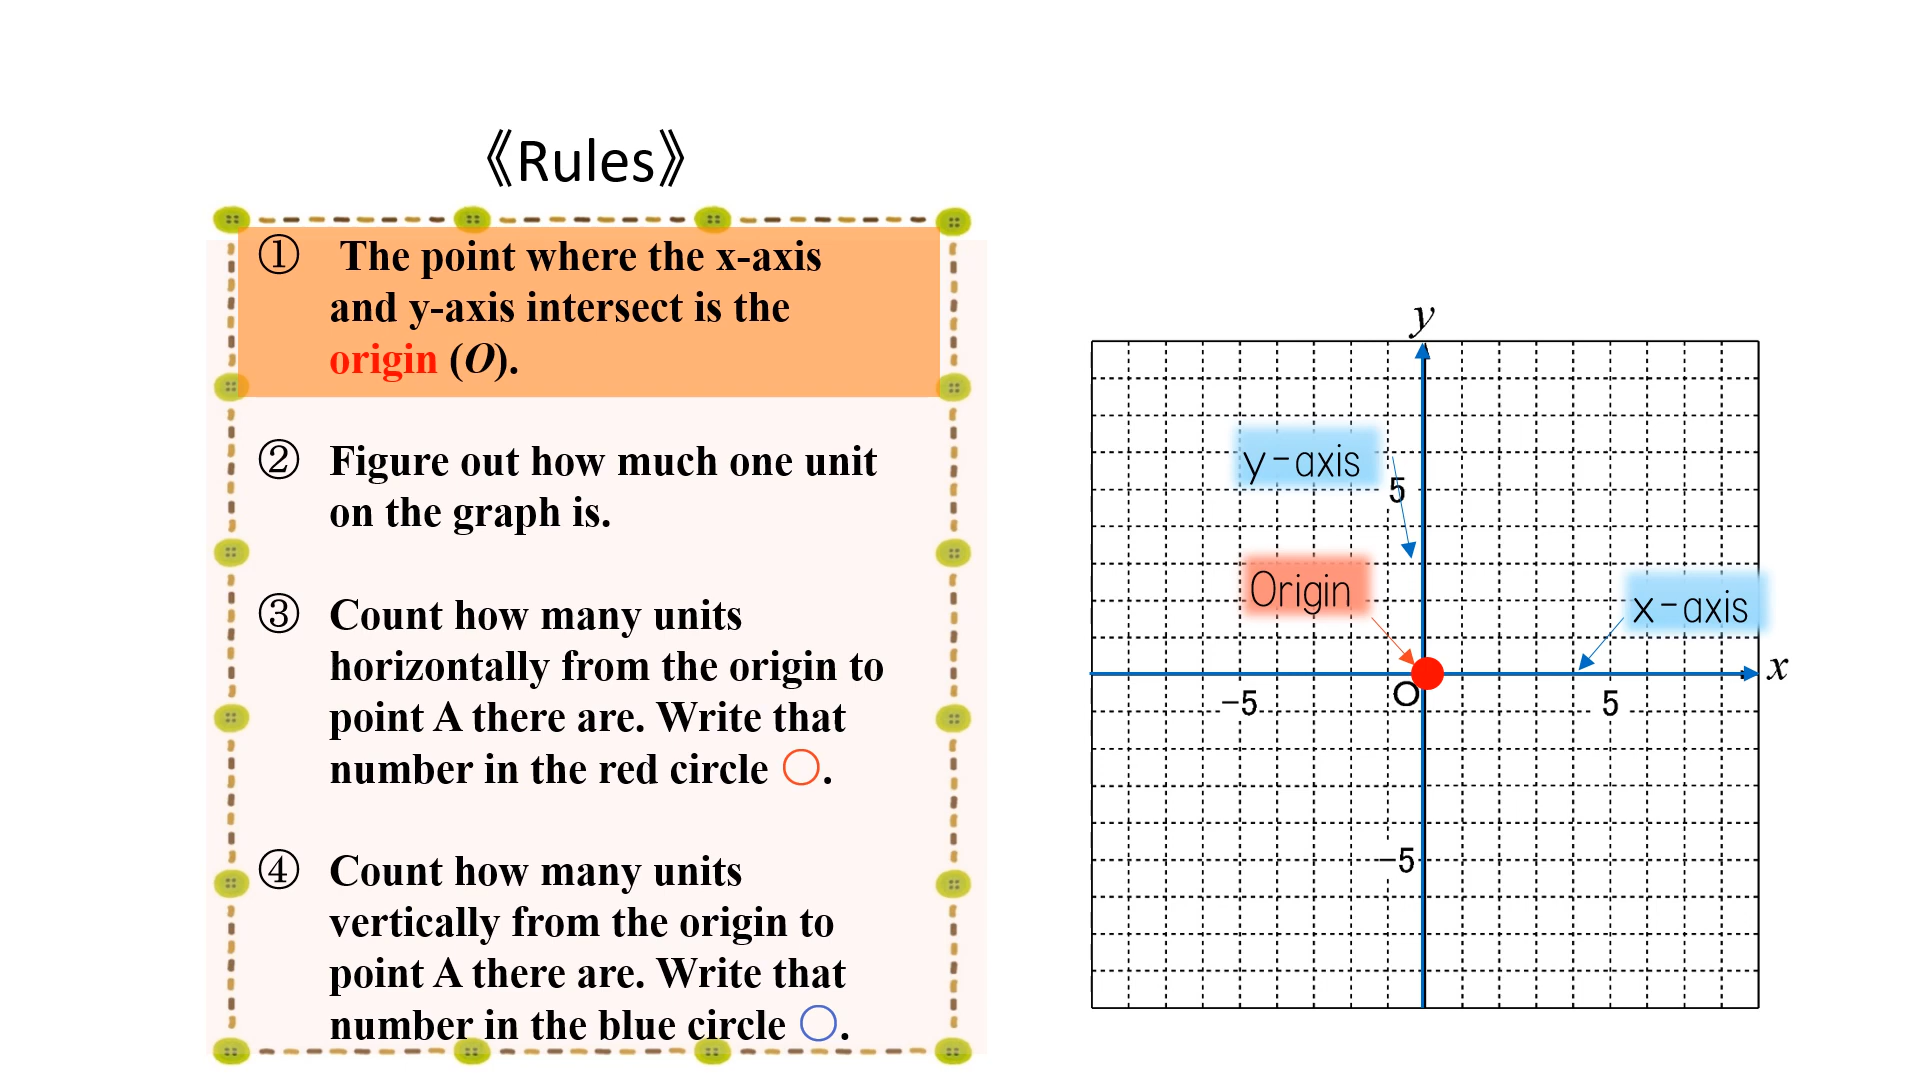 《Rules》
① The point where the x-axis
and y-axis intersect is the
origin (O).
② Figure out how much one unit
on the graph is.
③ Count how many units
horizontally from the origin to
point A there are. Write that
number in the red circle ○.
④ Count how many units
vertically from the origin to
point A there are. Write that
number in the blue circle ○.
y
y-axis
5
Origin
x-axis
x
O
-5
5
-5